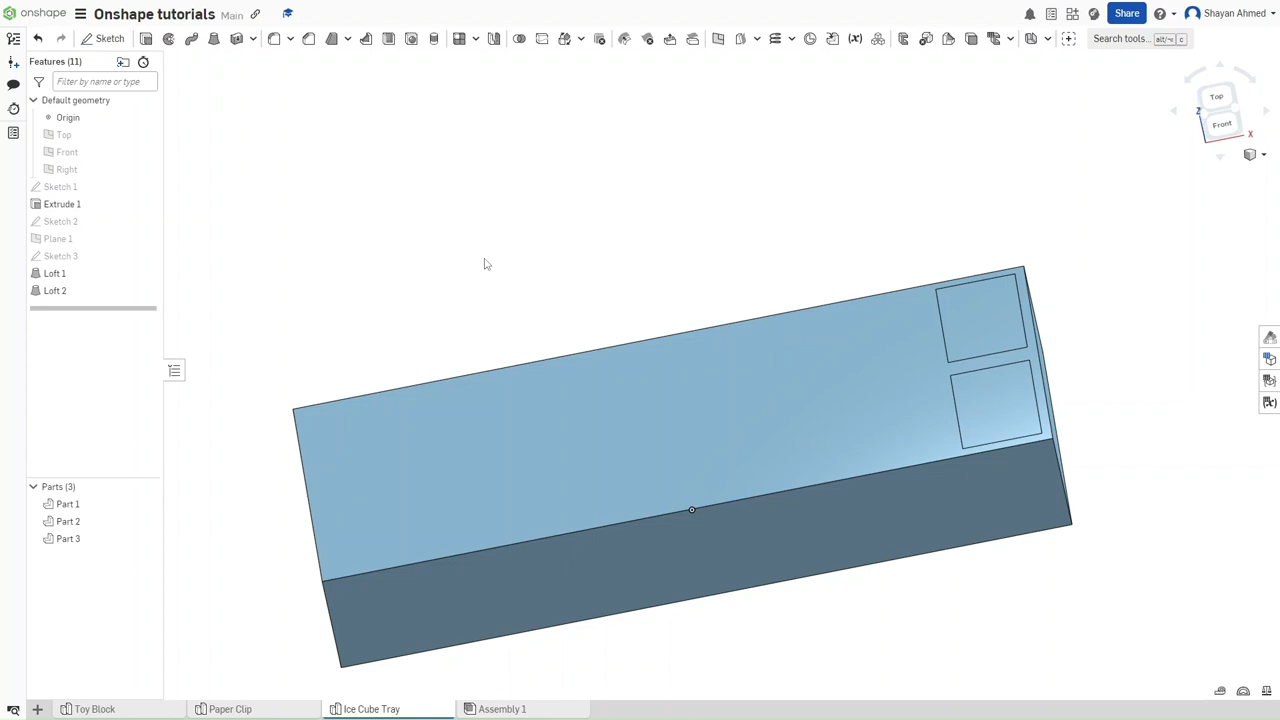 onshape Onshape tutorials Main Share Shayan Ahmed
Sketch Search tools... alt/⌥ c
Features (11)
Filter by name or type
Default geometry
Origin
Top
Front
Right
Sketch 1
Extrude 1
Sketch 2
Plane 1
Sketch 3
Loft 1
Loft 2
Parts (3)
Part 1
Part 2
Part 3
Top
Z
Front
X
Toy Block Paper Clip Ice Cube Tray Assembly 1